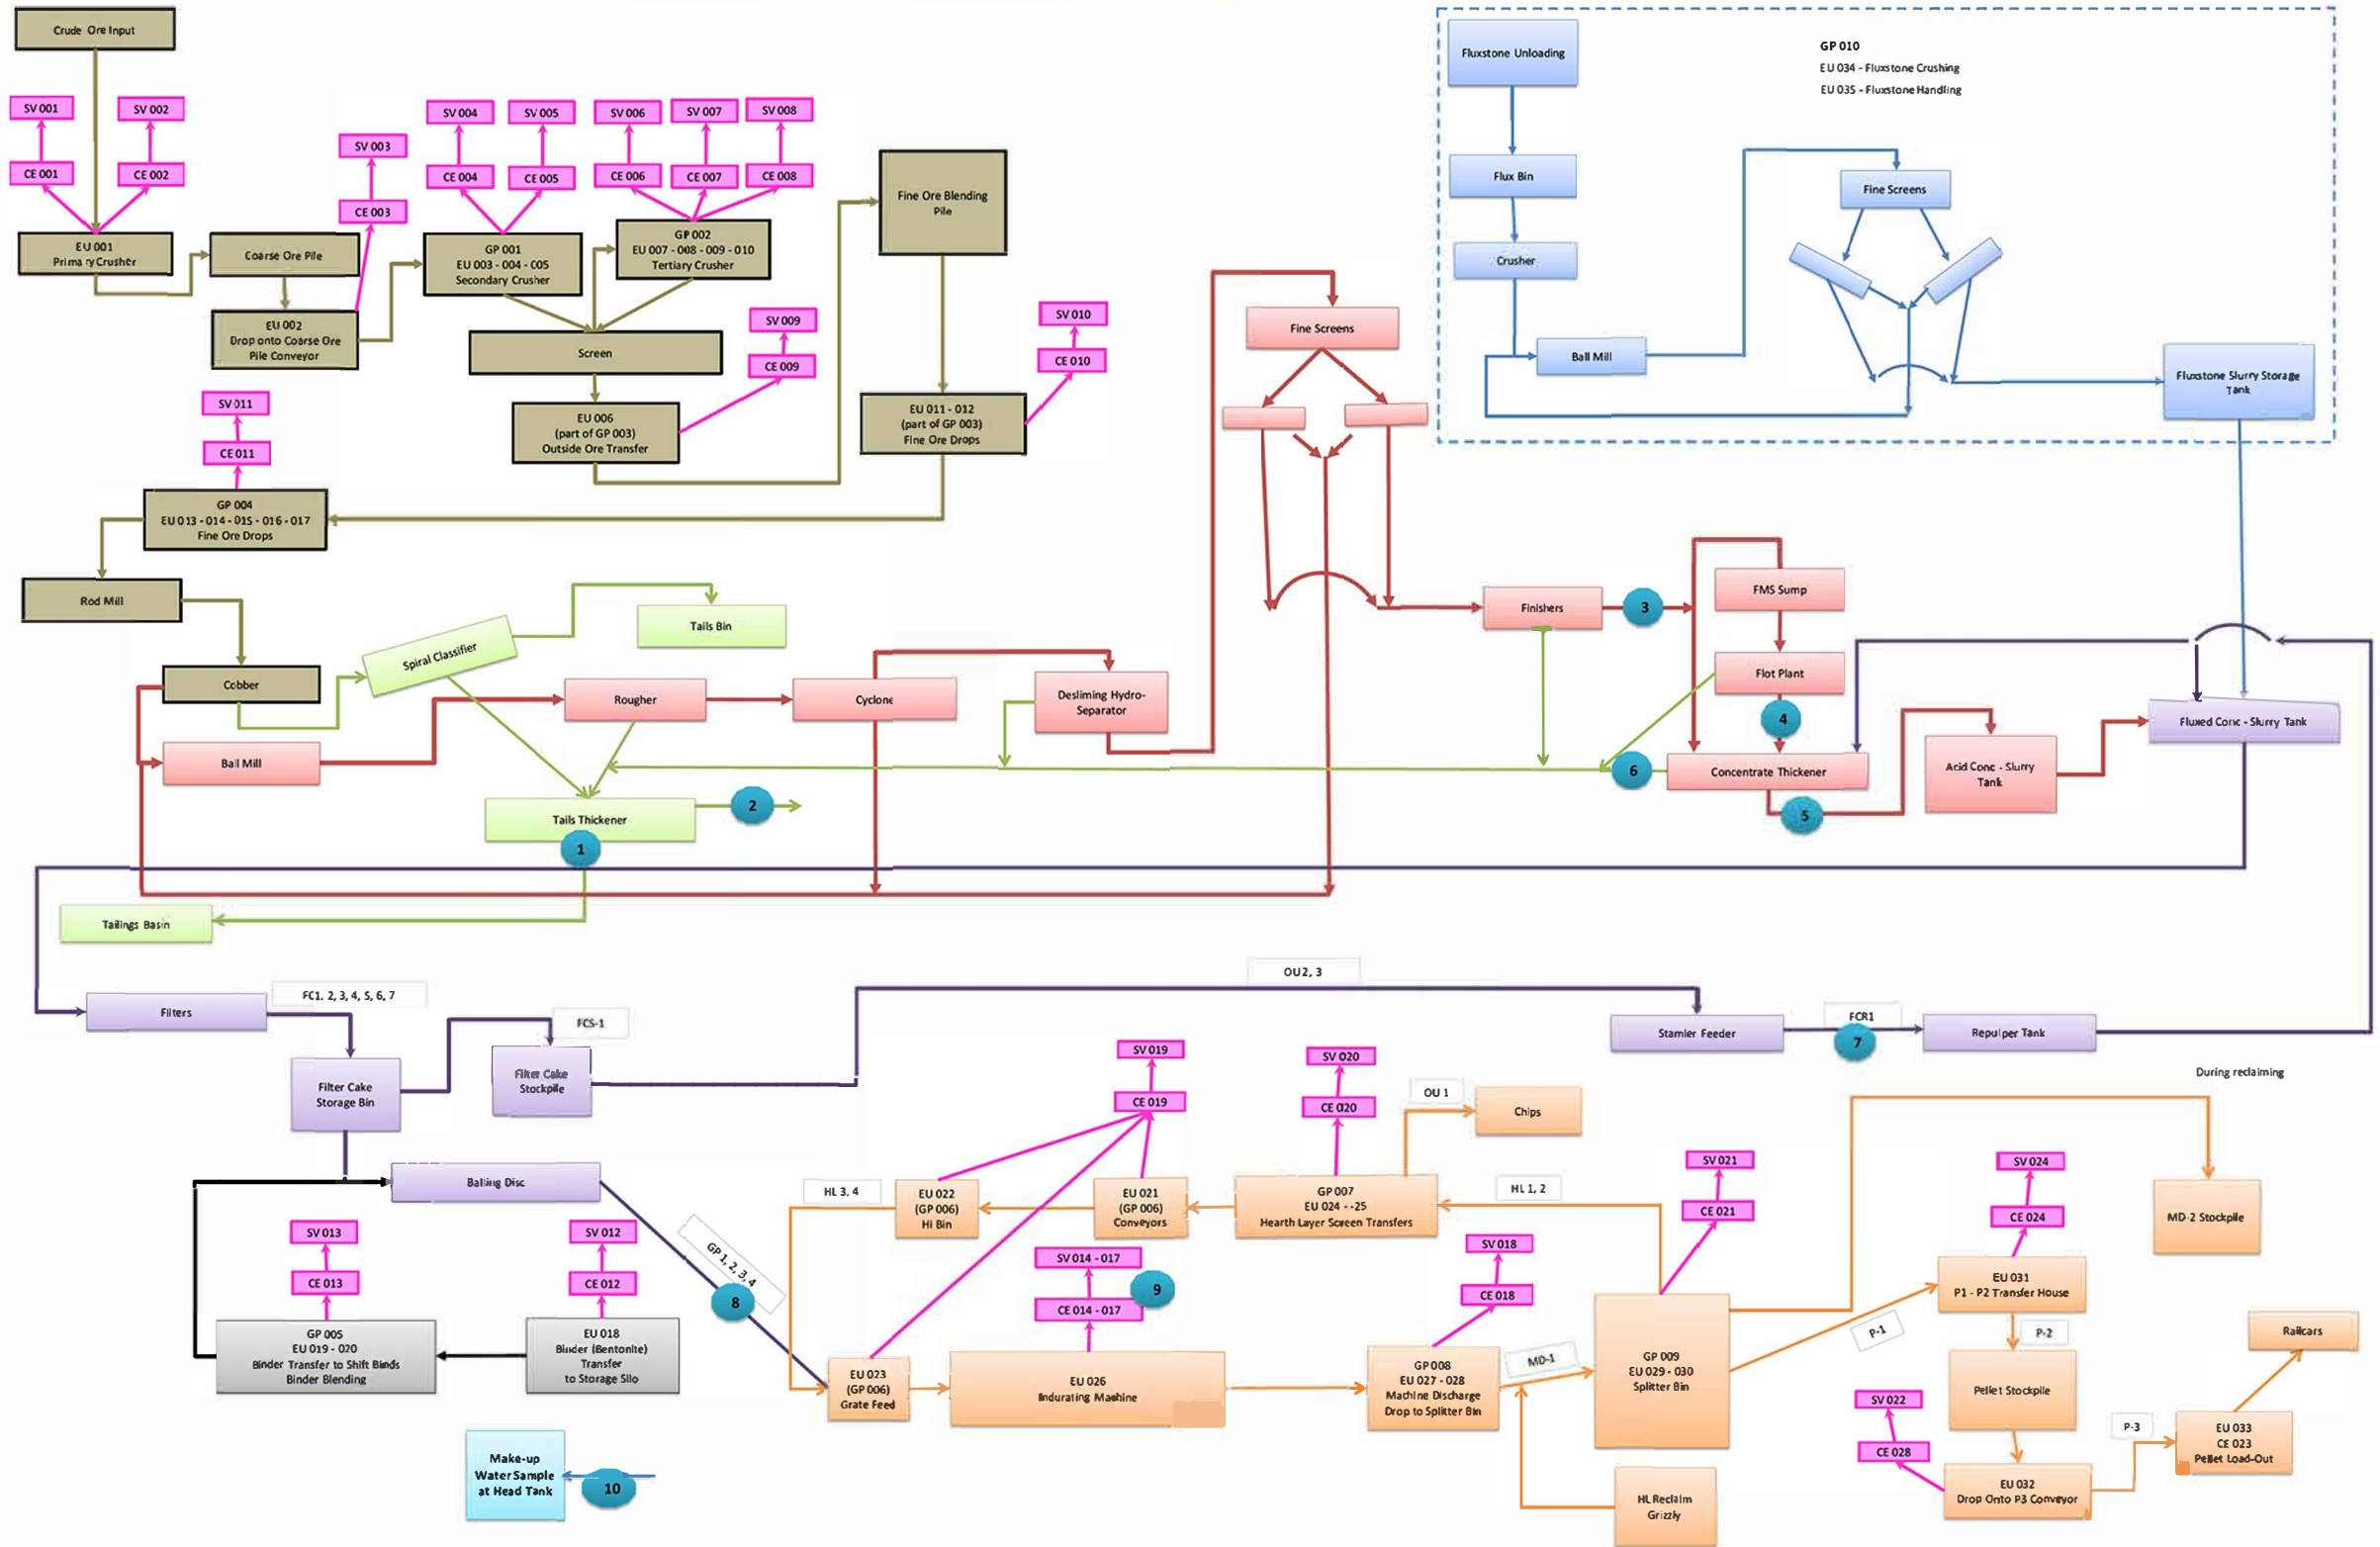 Crude Ore Input
SV 001
SV 002
CE 001
CE 002
EU 001
Primary Crusher
Coarse Ore Pile
EU 002
Drop onto Coarse Ore
Pile Conveyor
SV 003
CE 003
SV 004
SV 005
CE 004
CE 005
GP 001
EU 003 - 004 - 005
Secondary Crusher
SV 006
SV 007
SV 008
CE 006
CE 007
CE 008
GP 002
EU 007 - 008 - 009 - 010
Tertiary Crusher
Screen
SV 009
CE 009
EU 006
(part of GP 003)
Outside Ore Transfer
Fine Ore Blending
Pile
SV 010
CE 010
EU 011 - 012
(part of GP 003)
Fine Ore Drops
SV 011
CE 011
GP 004
EU 013 - 014 - 015 - 016 - 017
Fine Ore Drops
Rod Mill
Cobber
Ball Mill
Spiral Classifier
Tails Bin
Rougher
Cyclone
Desliming Hydro-
Separator
Tails Thickener
1
2
Tailings Basin
Fine Screens
Finishers
3
FMS Sump
Flot Plant
4
Concentrate Thickener
6
5
Acid Conc - Slurry
Tank
Fluxed Conc - Slurry Tank
Fluxstone Unloading
Flux Bin
Crusher
Ball Mill
Fine Screens
GP 010
EU 034 - Fluxstone Crushing
EU 035 - Fluxstone Handling
Fluxstone Slurry Storage
Tank
Filters
FC1, 2, 3, 4, 5, 6, 7
Filter Cake
Storage Bin
FCS-1
Filter Cake
Stockpile
OU2, 3
Stamler Feeder
FCR1
7
Repulper Tank
During reclaiming
Balling Disc
SV 013
CE 013
GP 005
EU 019 - 020
Binder Transfer to Shift Binds
Binder Blending
SV 012
CE 012
EU 018
Binder (Bentonite)
Transfer
to Storage Silo
GP 1, 2, 3, 4
8
HL 3, 4
EU 022
(GP 006)
Hi Bin
SV 019
CE 019
EU 021
(GP 006)
Conveyors
SV 020
CE 020
GP 007
EU 024 - -25
Hearth Layer Screen Transfers
OU 1
Chips
HL 1, 2
SV 014 - 017
CE 014 - 017
9
EU 023
(GP 006)
Grate Feed
EU 026
Indurating Machine
SV 018
CE 018
GP 008
EU 027 - 028
Machine Discharge
Drop to Splitter Bin
MD-1
SV 021
CE 021
GP 009
EU 029 - 030
Splitter Bin
HL Reclaim
Grizzly
P-1
SV 024
CE 024
EU 031
P1 - P2 Transfer House
P-2
Pellet Stockpile
MD-2 Stockpile
SV 022
CE 028
EU 032
Drop Onto P3 Conveyor
P-3
EU 033
CE 023
Pellet Load-Out
Railcars
Make-up
Water Sample
at Head Tank
10